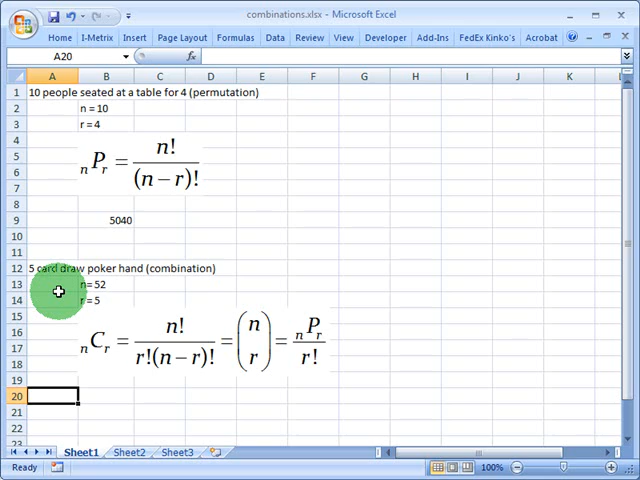 combinations.xlsx - Microsoft Excel
Home I-Metrix Insert Page Layout Formulas Data Review View Developer Add-Ins FedEx Kinko's Acrobat
A20 fx
A B C D E F G H I J K
1 10 people seated at a table for 4 (permutation)
2 n = 10
3 r = 4
4
5 nPr = n! / (n − r)!
6
7
8
9 5040
10
11
12 5 card draw poker hand (combination)
13 n= 52
14 r = 5
15
16 nCr = n! / r!(n − r)! = (n r) = nPr / r!
17
18
19
20
21
22
23
Sheet1 Sheet2 Sheet3
Ready 100%